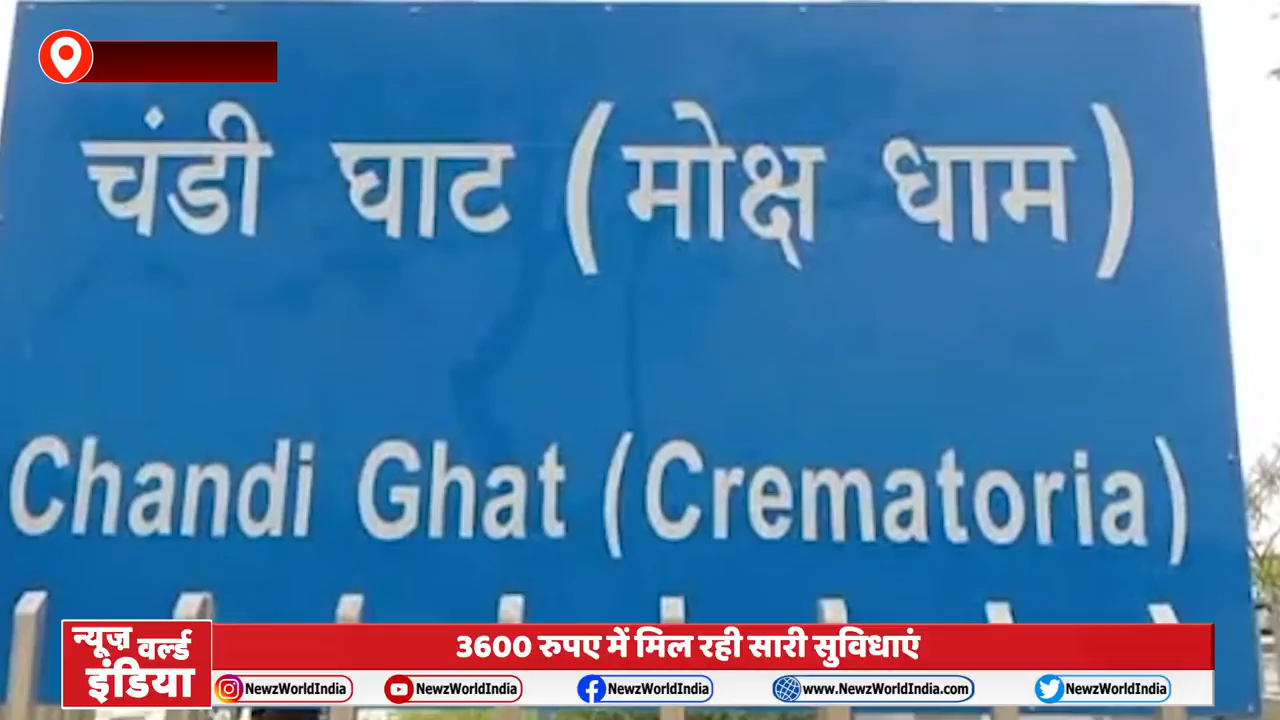 चंडी घाट (मोक्ष धाम)
Chandi Ghat (Crematoria)
न्यूज़ वर्ल्ड इंडिया
3600 रुपए में मिल रही सारी सुविधाएं
NewzWorldIndia NewzWorldIndia NewzWorldIndia www.NewzWorldIndia.com NewzWorldIndia